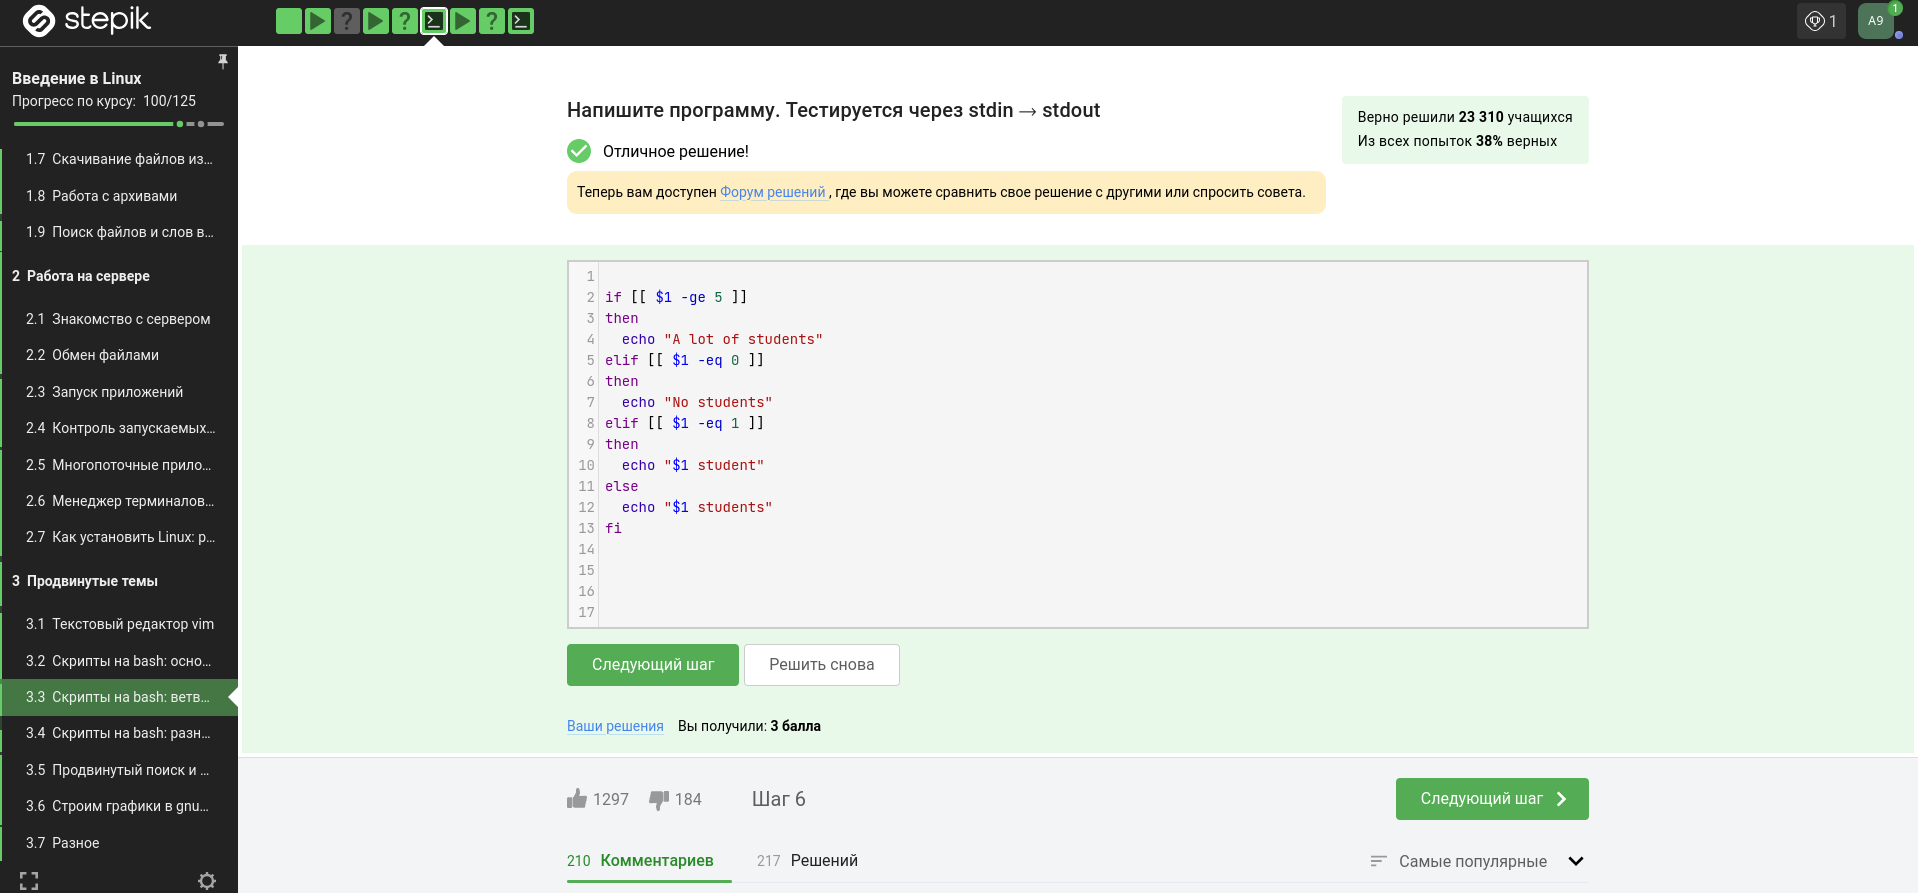 stepik
?
?
?
1
A9
1
Введение в Linux
Прогресс по курсу: 100/125
1.7 Скачивание файлов из…
1.8 Работа с архивами
1.9 Поиск файлов и слов в…
2 Работа на сервере
2.1 Знакомство с сервером
2.2 Обмен файлами
2.3 Запуск приложений
2.4 Контроль запускаемых…
2.5 Многопоточные прило…
2.6 Менеджер терминалов…
2.7 Как установить Linux: р…
3 Продвинутые темы
3.1 Текстовый редактор vim
3.2 Скрипты на bash: осно…
3.3 Скрипты на bash: ветв…
3.4 Скрипты на bash: разн…
3.5 Продвинутый поиск и …
3.6 Строим графики в gnu…
3.7 Разное
Напишите программу. Тестируется через stdin → stdout
Отличное решение!
Теперь вам доступен Форум решений , где вы можете сравнить свое решение с другими или спросить совета.
Верно решили 23 310 учащихся
Из всех попыток 38% верных
1
2 if [[ $1 -ge 5 ]]
3 then
4   echo "A lot of students"
5 elif [[ $1 -eq 0 ]]
6 then
7   echo "No students"
8 elif [[ $1 -eq 1 ]]
9 then
10   echo "$1 student"
11 else
12   echo "$1 students"
13 fi
14
15
16
17
Следующий шаг
Решить снова
Ваши решения Вы получили: 3 балла
1297 184 Шаг 6
Следующий шаг
210 Комментариев
217 Решений
Самые популярные